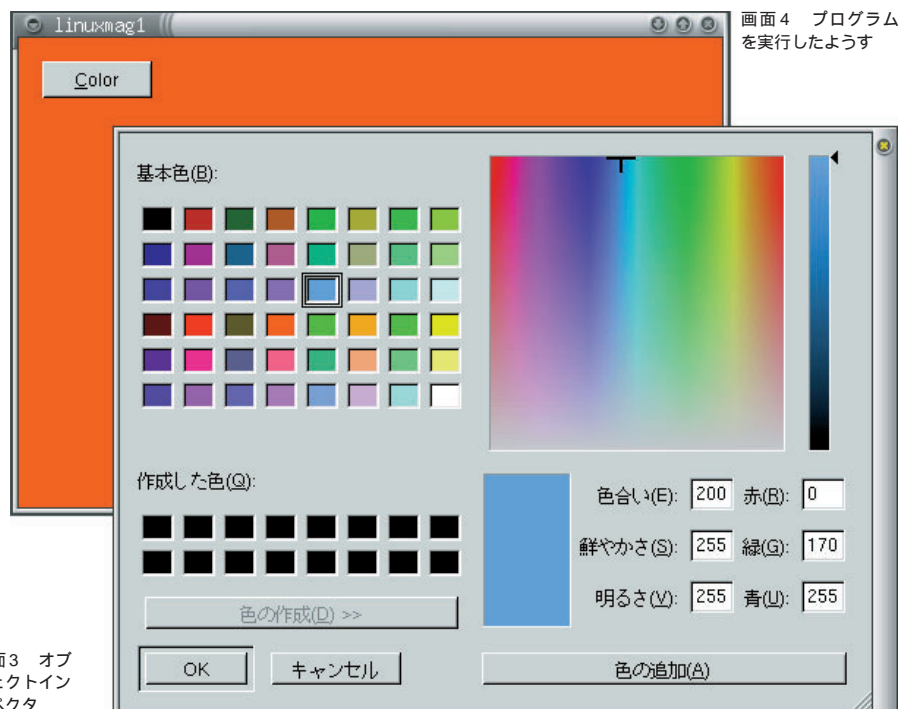 linuxmag1
画面4 プログラム
を実行したようす
Color
基本色(B):
作成した色(Q):
色合い(E): 200 赤(R): 0
鮮やかさ(S): 255 緑(G): 170
明るさ(V): 255 青(U): 255
色の作成(D) >>
OK キャンセル 色の追加(A)
面3 オブ
ェクトイン
ペクタ